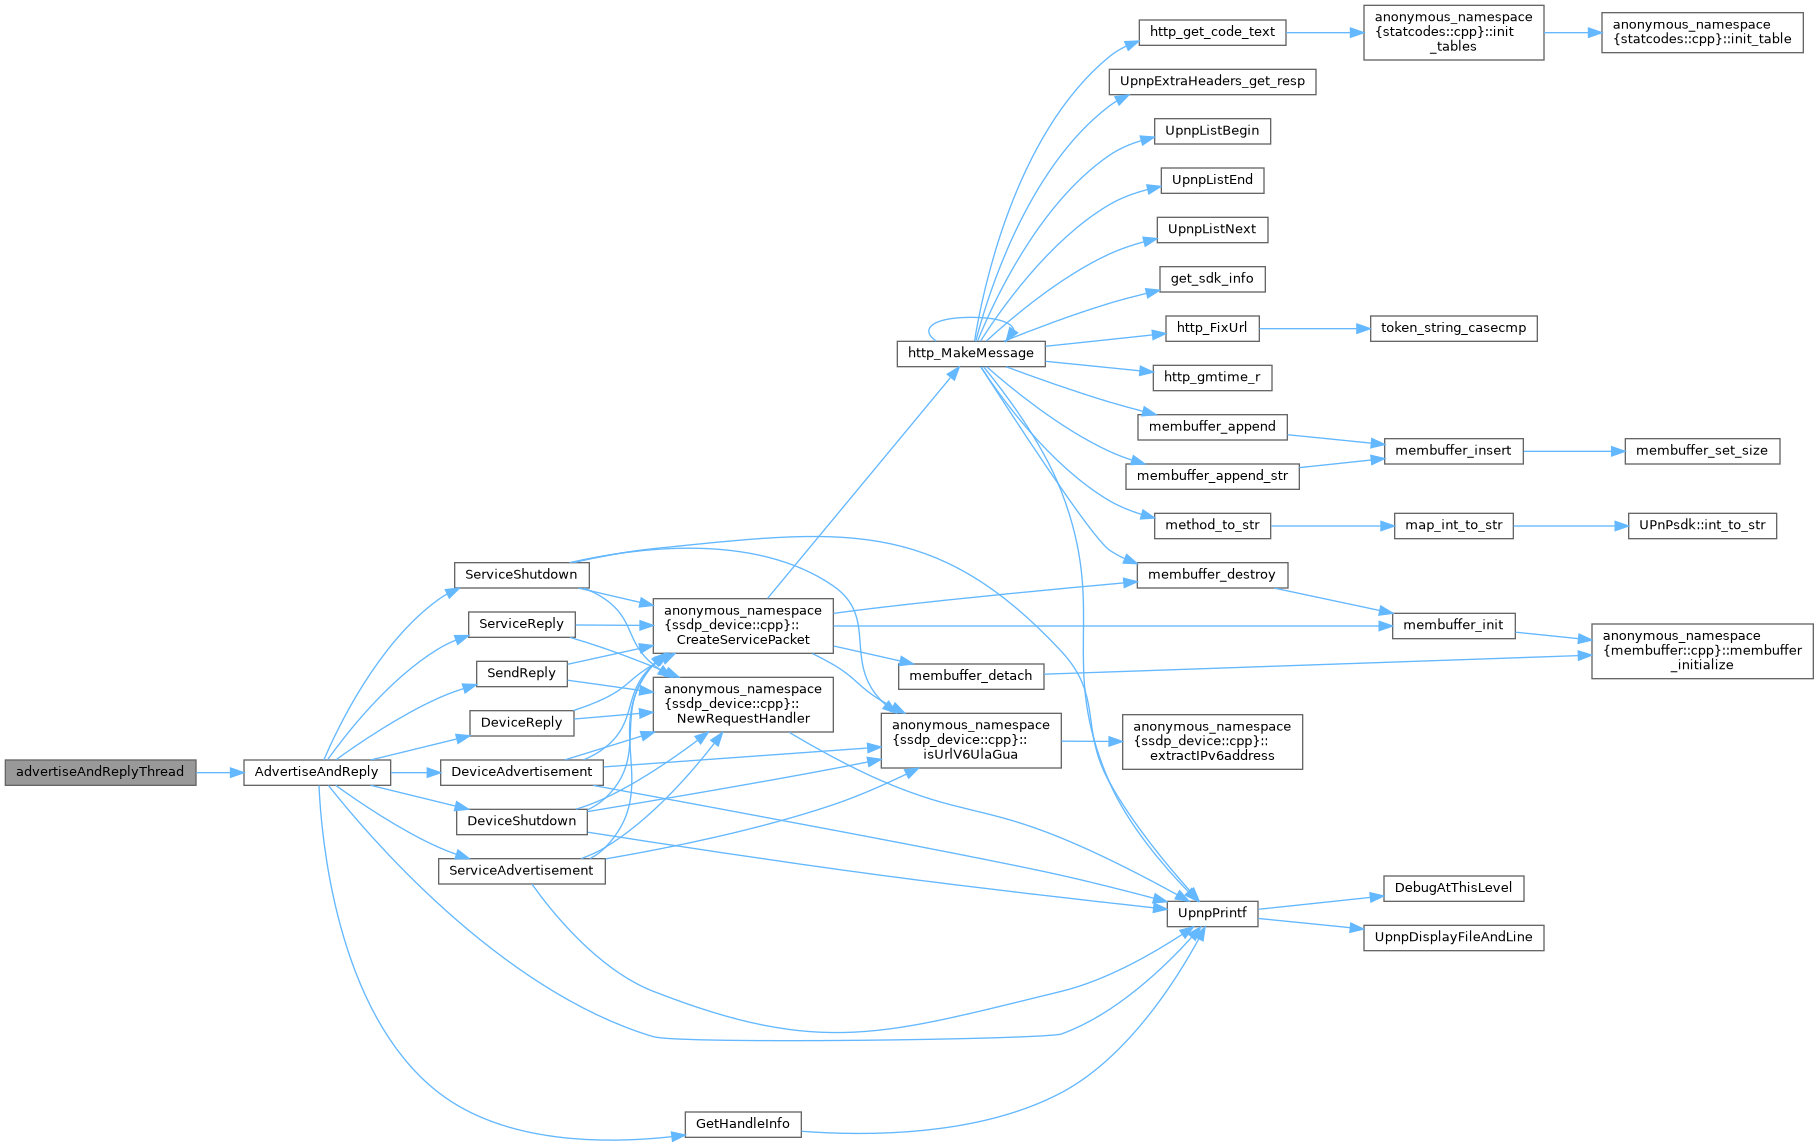 advertiseAndReplyThread
AdvertiseAndReply
ServiceShutdown
ServiceReply
SendReply
DeviceReply
DeviceAdvertisement
DeviceShutdown
ServiceAdvertisement
GetHandleInfo
anonymous_namespace
{ssdp_device::cpp}::
CreateServicePacket
anonymous_namespace
{ssdp_device::cpp}::
NewRequestHandler
http_MakeMessage
membuffer_detach
anonymous_namespace
{ssdp_device::cpp}::
isUrlV6UlaGua
http_get_code_text
UpnpExtraHeaders_get_resp
UpnpListBegin
UpnpListEnd
UpnpListNext
get_sdk_info
http_FixUrl
http_gmtime_r
membuffer_append
membuffer_append_str
method_to_str
membuffer_destroy
anonymous_namespace
{ssdp_device::cpp}::
extractIPv6address
UpnpPrintf
anonymous_namespace
{statcodes::cpp}::init
_tables
token_string_casecmp
membuffer_insert
map_int_to_str
membuffer_init
DebugAtThisLevel
UpnpDisplayFileAndLine
anonymous_namespace
{statcodes::cpp}::init_table
membuffer_set_size
UPnPsdk::int_to_str
anonymous_namespace
{membuffer::cpp}::membuffer
_initialize